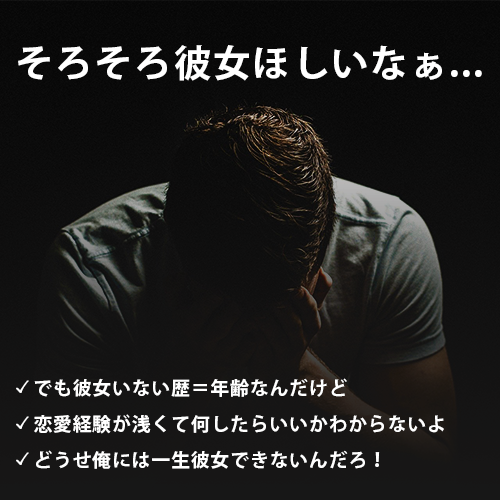 そろそろ彼女ほしいなぁ…
✓でも彼女いない歴＝年齢なんだけど
✓恋愛経験が浅くて何したらいいかわからないよ
✓どうせ俺には一生彼女できないんだろ！